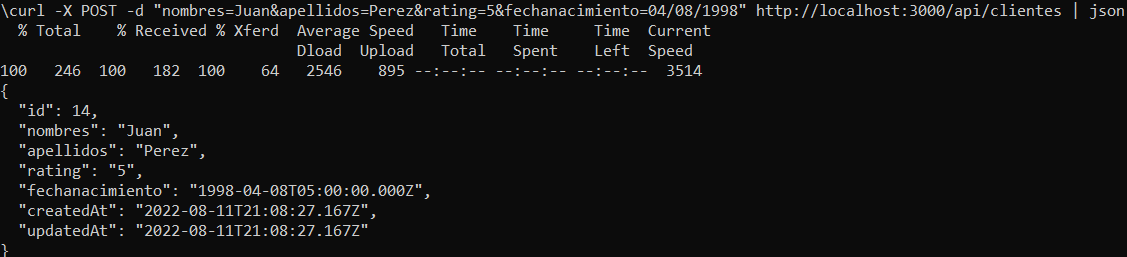 \curl -X POST -d "nombres=Juan&apellidos=Perez&rating=5&fechanacimiento=04/08/1998" http://localhost:3000/api/clientes | json
  % Total    % Received % Xferd  Average Speed   Time    Time     Time  Current
                                 Dload  Upload   Total   Spent    Left  Speed
100   246  100   182  100    64   2546    895 --:--:-- --:--:-- --:--:--  3514
{
  "id": 14,
  "nombres": "Juan",
  "apellidos": "Perez",
  "rating": "5",
  "fechanacimiento": "1998-04-08T05:00:00.000Z",
  "createdAt": "2022-08-11T21:08:27.167Z",
  "updatedAt": "2022-08-11T21:08:27.167Z"
}